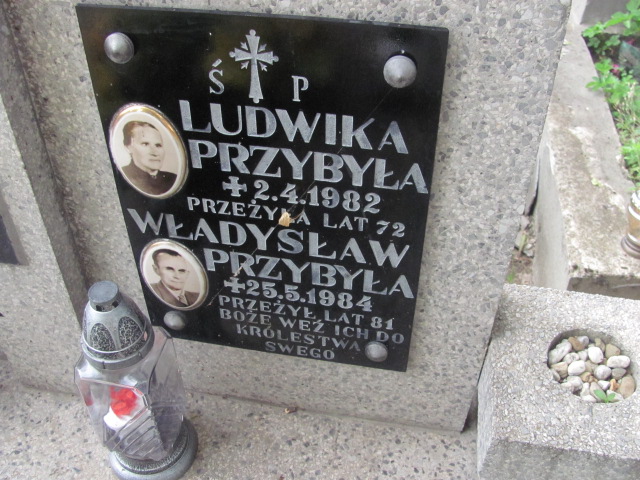 Ś P
LUDWIKA
PRZYBYŁA
✝ 2.4.1982
PRZEŻYŁA LAT 72
WŁADYSŁAW
PRZYBYŁA
✝ 25.5.1984
PRZEŻYŁ LAT 81
BOŻE WEŹ ICH DO
KRÓLESTWA
SWEGO